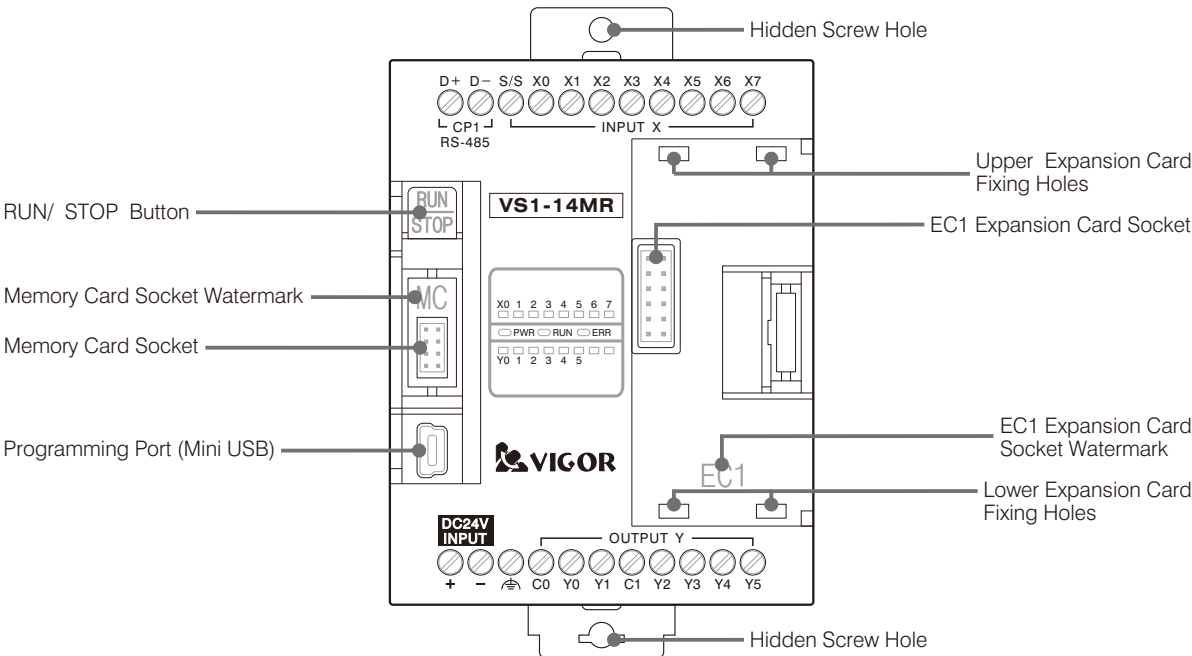 Hidden Screw Hole
D+ D− S/S X0 X1 X2 X3 X4 X5 X6 X7
CP1 INPUT X
RS-485
Upper Expansion Card
Fixing Holes
RUN/ STOP Button
RUN
STOP
VS1-14MR
EC1 Expansion Card Socket
Memory Card Socket Watermark
MC
X0 1 2 3 4 5 6 7
PWR RUN ERR
Memory Card Socket
Y0 1 2 3 4 5
Programming Port (Mini USB)
VIGOR
EC1
EC1 Expansion Card
Socket Watermark
Lower Expansion Card
Fixing Holes
DC24V
INPUT
OUTPUT Y
+ − C0 Y0 Y1 C1 Y2 Y3 Y4 Y5
Hidden Screw Hole